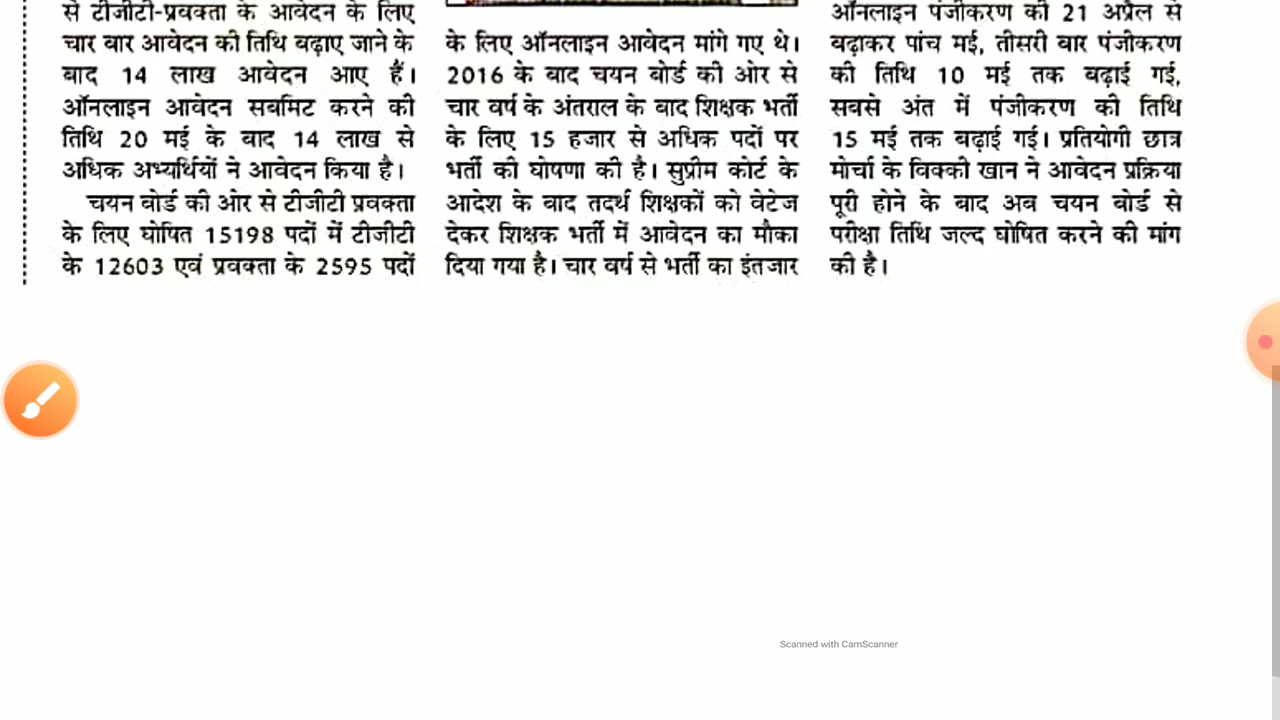 से टीजीटी-प्रवक्ता के आवेदन के लिए
चार बार आवेदन की तिथि बढ़ाए जाने के
बाद 14 लाख आवेदन आए हैं।
ऑनलाइन आवेदन सबमिट करने की
तिथि 20 मई के बाद 14 लाख से
अधिक अभ्यर्थियों ने आवेदन किया है।
चयन बोर्ड की ओर से टीजीटी प्रवक्ता
के लिए घोषित 15198 पदों में टीजीटी
के 12603 एवं प्रवक्ता के 2595 पदों
के लिए ऑनलाइन आवेदन मांगे गए थे।
2016 के बाद चयन बोर्ड की ओर से
चार वर्ष के अंतराल के बाद शिक्षक भर्ती
के लिए 15 हजार से अधिक पदों पर
भर्ती की घोषणा की है। सुप्रीम कोर्ट के
आदेश के बाद तदर्थ शिक्षकों को वेटेज
देकर शिक्षक भर्ती में आवेदन का मौका
दिया गया है। चार वर्ष से भर्ती का इंतजार
ऑनलाइन पंजीकरण की 21 अप्रैल से
बढ़ाकर पांच मई, तीसरी बार पंजीकरण
की तिथि 10 मई तक बढ़ाई गई,
सबसे अंत में पंजीकरण की तिथि
15 मई तक बढ़ाई गई। प्रतियोगी छात्र
मोर्चा के विक्की खान ने आवेदन प्रक्रिया
पूरी होने के बाद अब चयन बोर्ड से
परीक्षा तिथि जल्द घोषित करने की मांग
की है।
Scanned with CamScanner